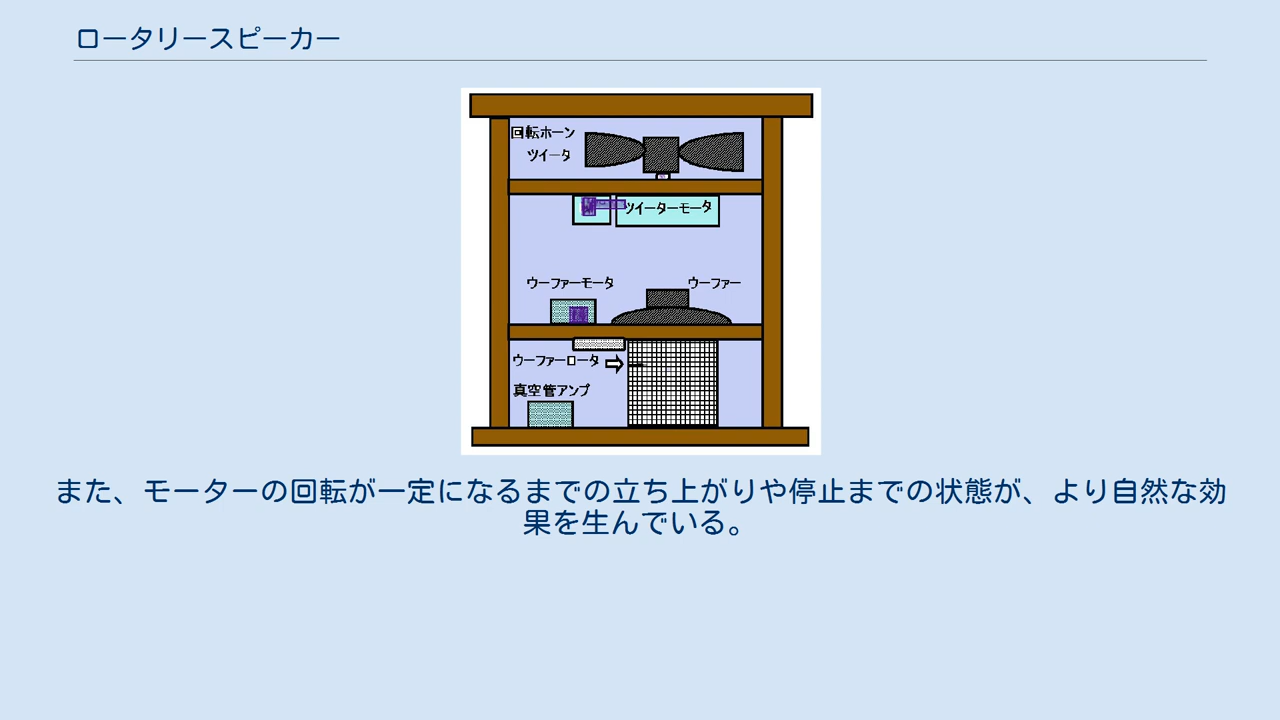 ロータリースピーカー
回転ホーン
ツイータ
ツイーターモータ
ウーファーモータ
ウーファー
ウーファーロータ
真空管アンプ
また、モーターの回転が一定になるまでの立ち上がりや停止までの状態が、より自然な効
果を生んでいる。